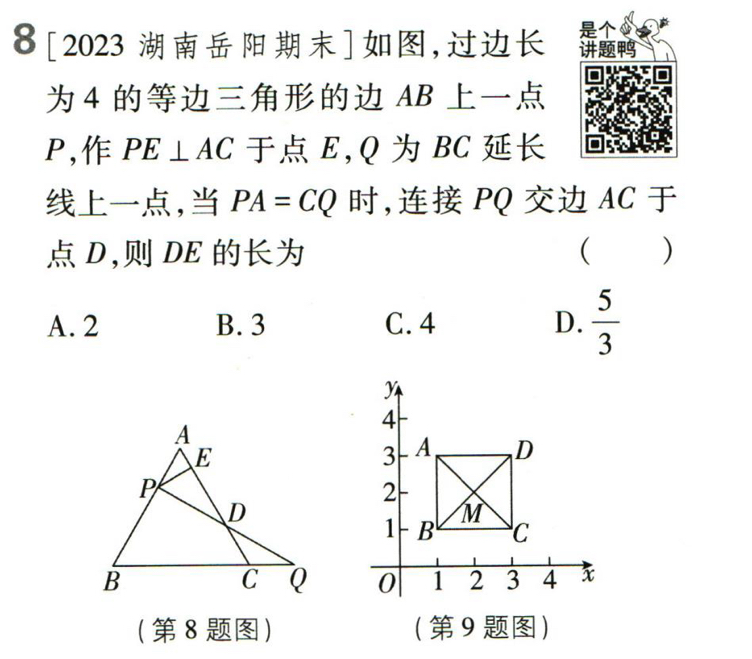 8 [2023 湖南岳阳期末]如图,过边长
是个
讲题鸭
为 4 的等边三角形的边 AB 上一点
P,作 PE⊥AC 于点 E,Q 为 BC 延长
线上一点,当 PA=CQ 时,连接 PQ 交边 AC 于
点 D,则 DE 的长为 ( )
A. 2 B. 3 C. 4 D. 5/3
A
E
P
D
B C Q
(第 8 题图)
y
4
3 A D
2
M
1 B C
O 1 2 3 4 x
(第 9 题图)